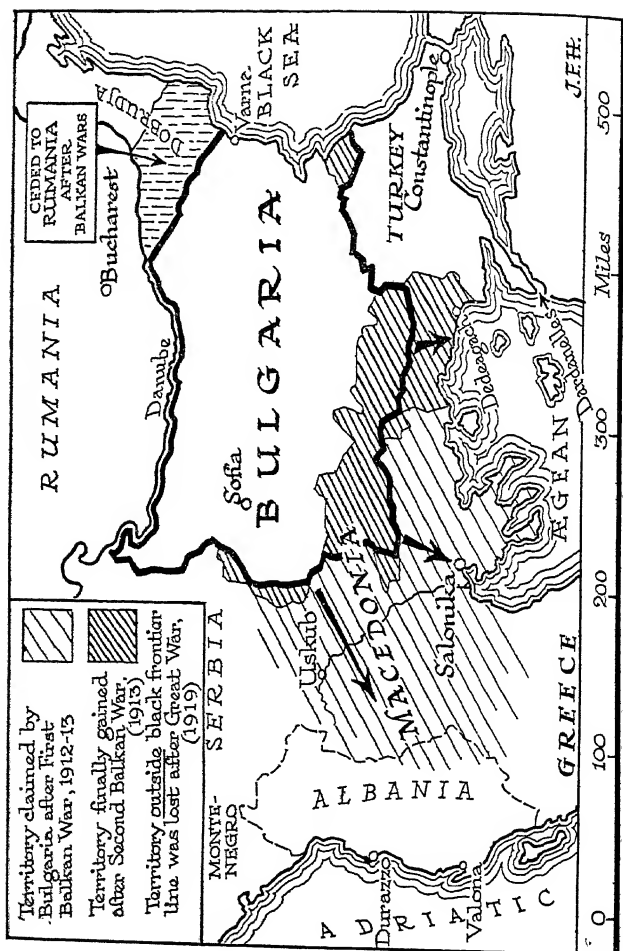 Territory claimed by
Bulgaria after First
Balkan War, 1912-13
Territory finally gained
after Second Balkan War,
(1913)
Territory outside black frontier
line was lost after Great War,
(1919)
RUMANIA
CEDED TO
RUMANIA
AFTER
BALKAN WARS
Bucharest
DOBRUDJA
Danube
Varna
BLACK
SEA
MONTE-
NEGRO
SERBIA
Sofia
BULGARIA
Uskub
MACEDONIA
TURKEY
Constantinople
ALBANIA
Durazzo
Valona
ADRIATIC
Salonika
Dedeagach
Dardanelles
GREECE
ÆGEAN
0
100
200
300
Miles
500
J.F.H.